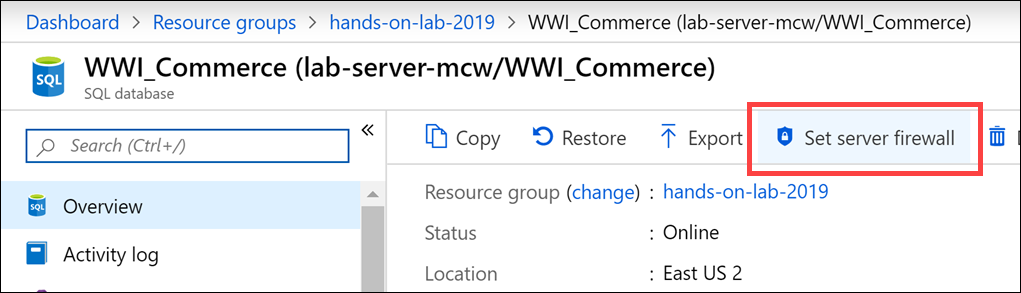 Dashboard > Resource groups > hands-on-lab-2019 > WWI_Commerce (lab-server-mcw/WWI_Commerce)
WWI_Commerce (lab-server-mcw/WWI_Commerce)
SQL database
Search (Ctrl+/)
«
Copy Restore Export Set server firewall
Overview
Activity log
Resource group (change) : hands-on-lab-2019
Status : Online
Location : East US 2